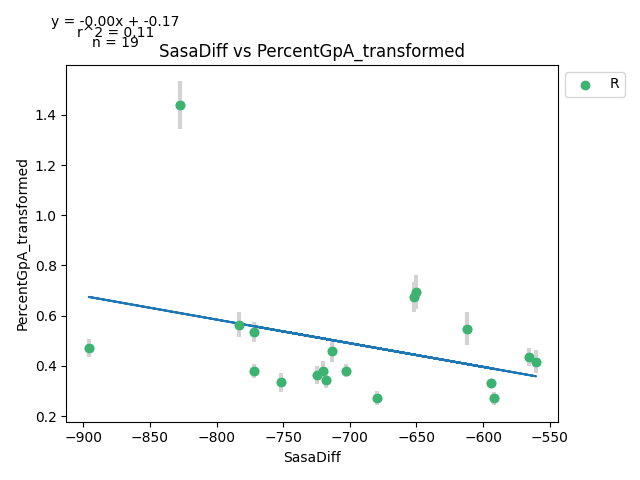 y = -0.00x + -0.17
r^2 = 0.11
n = 19
SasaDiff vs PercentGpA_transformed
R
PercentGpA_transformed
1.4
1.2
1.0
0.8
0.6
0.4
0.2
−900
−850
−800
−750
−700
−650
−600
−550
SasaDiff